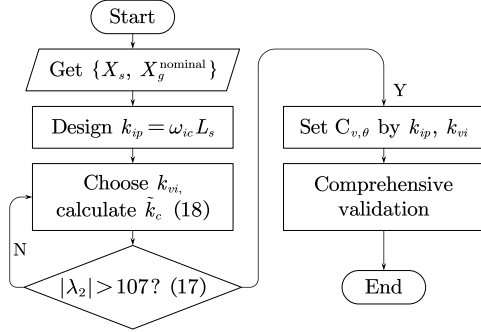 Start
Get {X_s, X_g^nominal}
Design k_ip = ω_ic L_s
Choose k_vi,
calculate k̃_c (18)
N
|λ_2| > 107? (17)
Y
Set C_v,θ by k_ip, k_vi
Comprehensive
validation
End